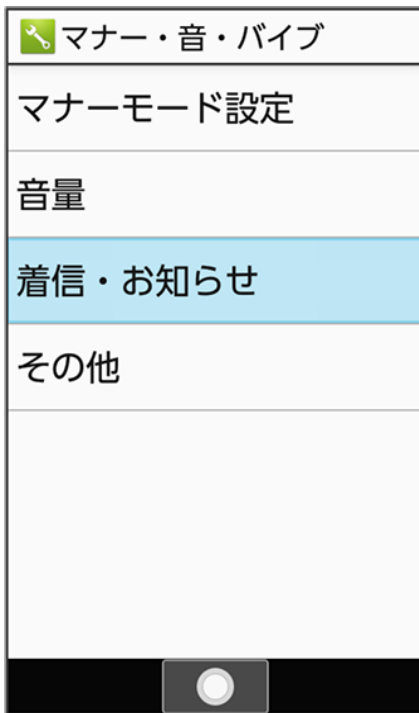 マナー・音・バイブ
マナーモード設定
音量
着信・お知らせ
その他